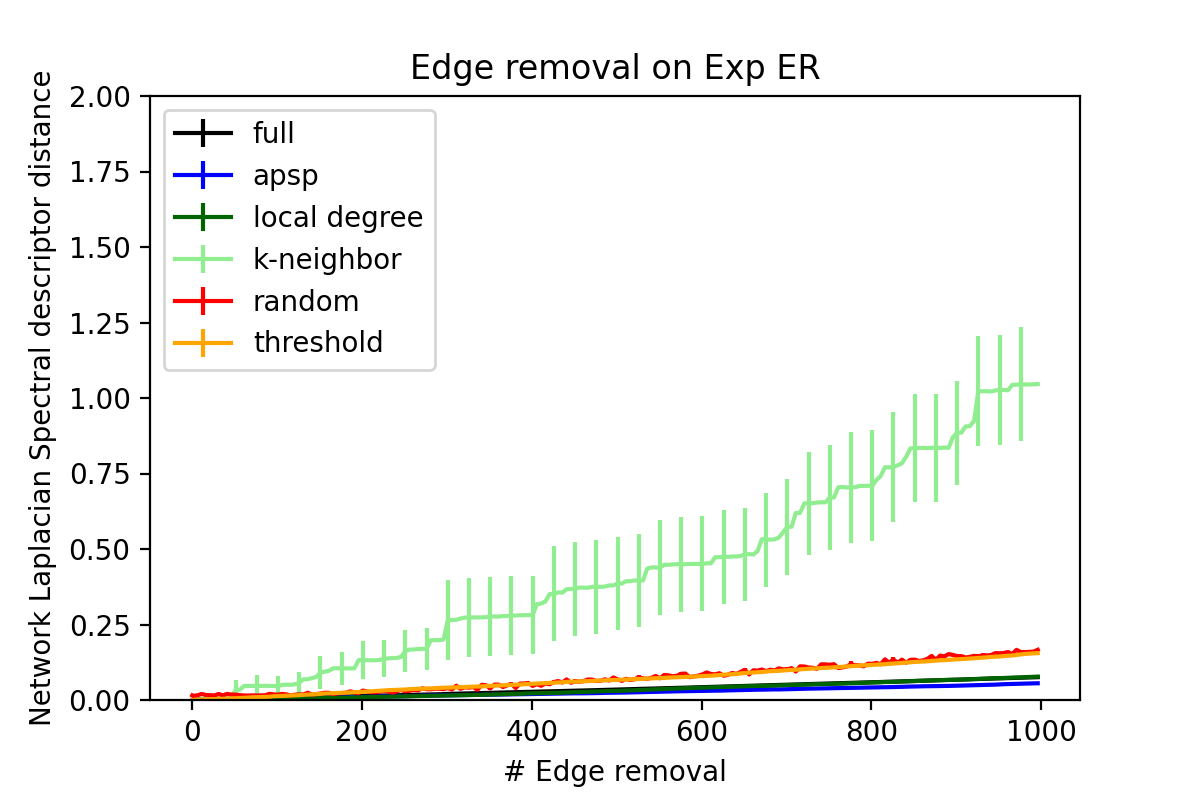 Edge removal on Exp ER
Network Laplacian Spectral descriptor distance
2.00
1.75
1.50
1.25
1.00
0.75
0.50
0.25
0.00
full
apsp
local degree
k-neighbor
random
threshold
0 200 400 600 800 1000
# Edge removal